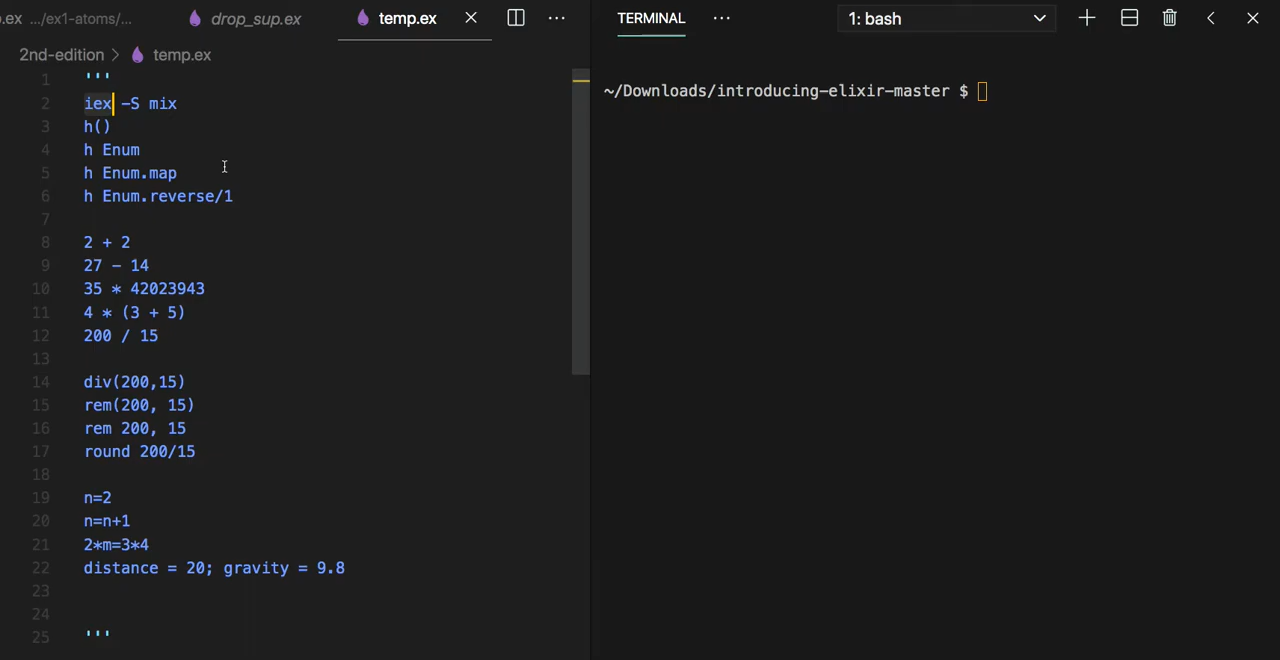 .ex .../ex1-atoms/... drop_sup.ex temp.ex
2nd-edition > temp.ex
1 '''
2 iex -S mix
3 h()
4 h Enum
5 h Enum.map
6 h Enum.reverse/1
7
8 2 + 2
9 27 - 14
10 35 * 42023943
11 4 * (3 + 5)
12 200 / 15
13
14 div(200,15)
15 rem(200, 15)
16 rem 200, 15
17 round 200/15
18
19 n=2
20 n=n+1
21 2*m=3*4
22 distance = 20; gravity = 9.8
23
24
25 '''
TERMINAL ... 1: bash
~/Downloads/introducing-elixir-master $